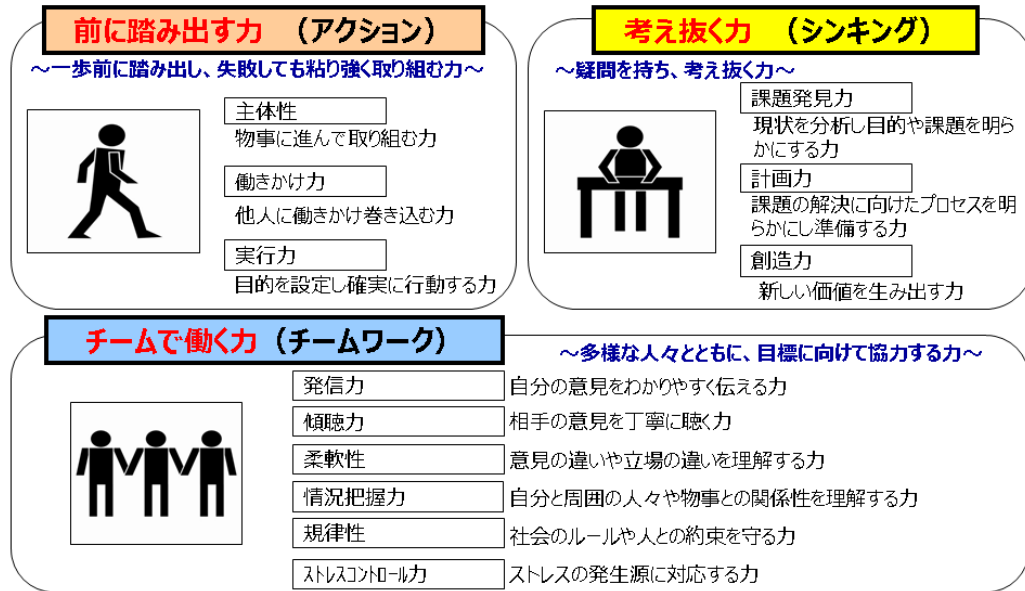 前に踏み出す力 （アクション）
～一歩前に踏み出し、失敗しても粘り強く取り組む力～
主体性
物事に進んで取り組む力
働きかけ力
他人に働きかけ巻き込む力
実行力
目的を設定し確実に行動する力
考え抜く力 （シンキング）
～疑問を持ち、考え抜く力～
課題発見力
現状を分析し目的や課題を明ら
かにする力
計画力
課題の解決に向けたプロセスを明
らかにし準備する力
創造力
新しい価値を生み出す力
チームで働く力 （チームワーク）
～多様な人々とともに、目標に向けて協力する力～
発信力 自分の意見をわかりやすく伝える力
傾聴力 相手の意見を丁寧に聴く力
柔軟性 意見の違いや立場の違いを理解する力
情況把握力 自分と周囲の人々や物事との関係性を理解する力
規律性 社会のルールや人との約束を守る力
ストレスコントロール力 ストレスの発生源に対応する力